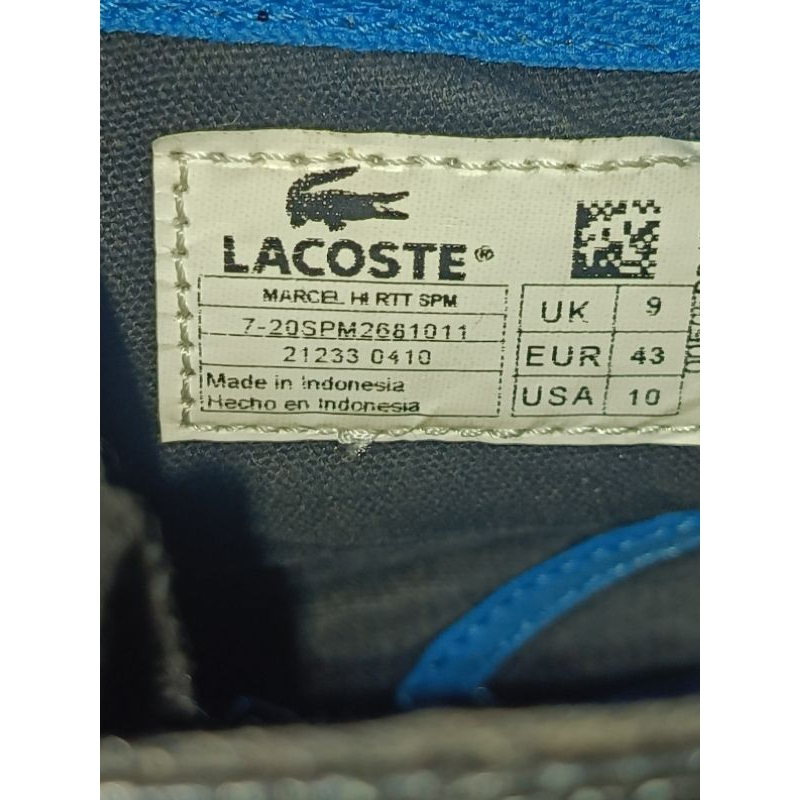 LACOSTE®
MARCEL HI RTT SPM
7-20SPM2681011
21233 0410
Made in Indonesia
Hecho en Indonesia
UK 9
EUR 43
USA 10